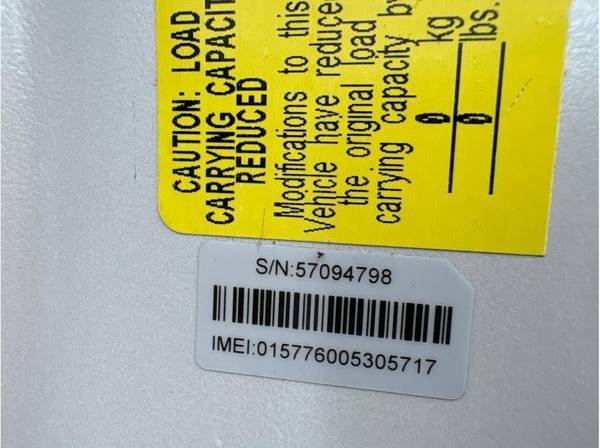 CAUTION: LOAD
CARRYING CAPACIT
REDUCED
Modifications to this
Vehicle have reduce
the original load
carrying capacity by
0 kg
0 lbs.
S/N:57094798
IMEI:015776005305717